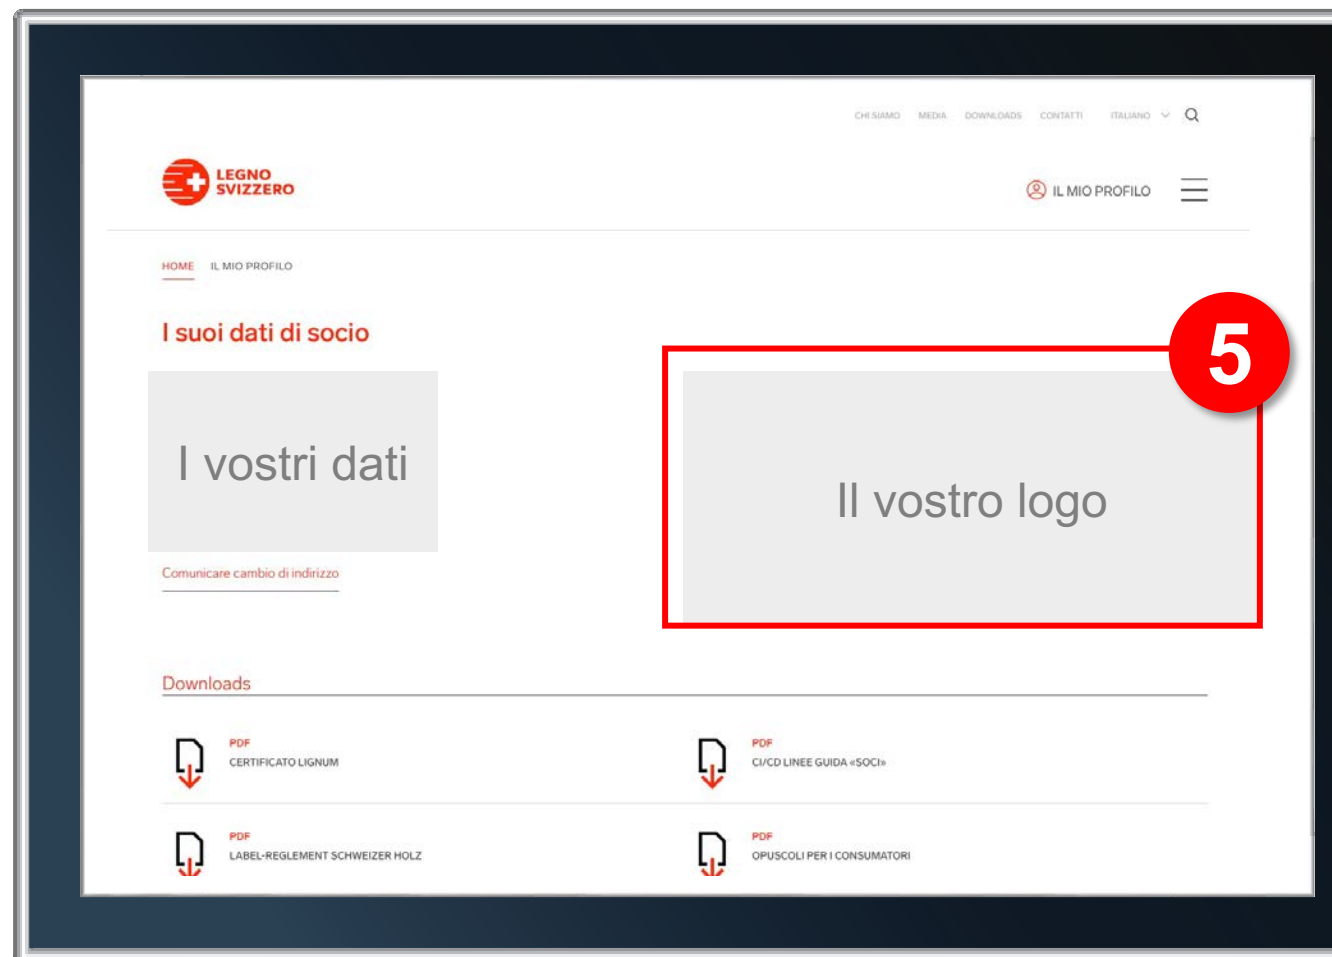 CHI SIAMO MEDIA DOWNLOADS CONTATTI ITALIANO
LEGNO
SVIZZERO
IL MIO PROFILO
HOME IL MIO PROFILO
I suoi dati di socio
5
I vostri dati
Il vostro logo
Comunicare cambio di indirizzo
Downloads
PDF
CERTIFICATO LIGNUM
PDF
CI/CD LINEE GUIDA «SOCI»
PDF
LABEL-REGLEMENT SCHWEIZER HOLZ
PDF
OPUSCOLI PER I CONSUMATORI